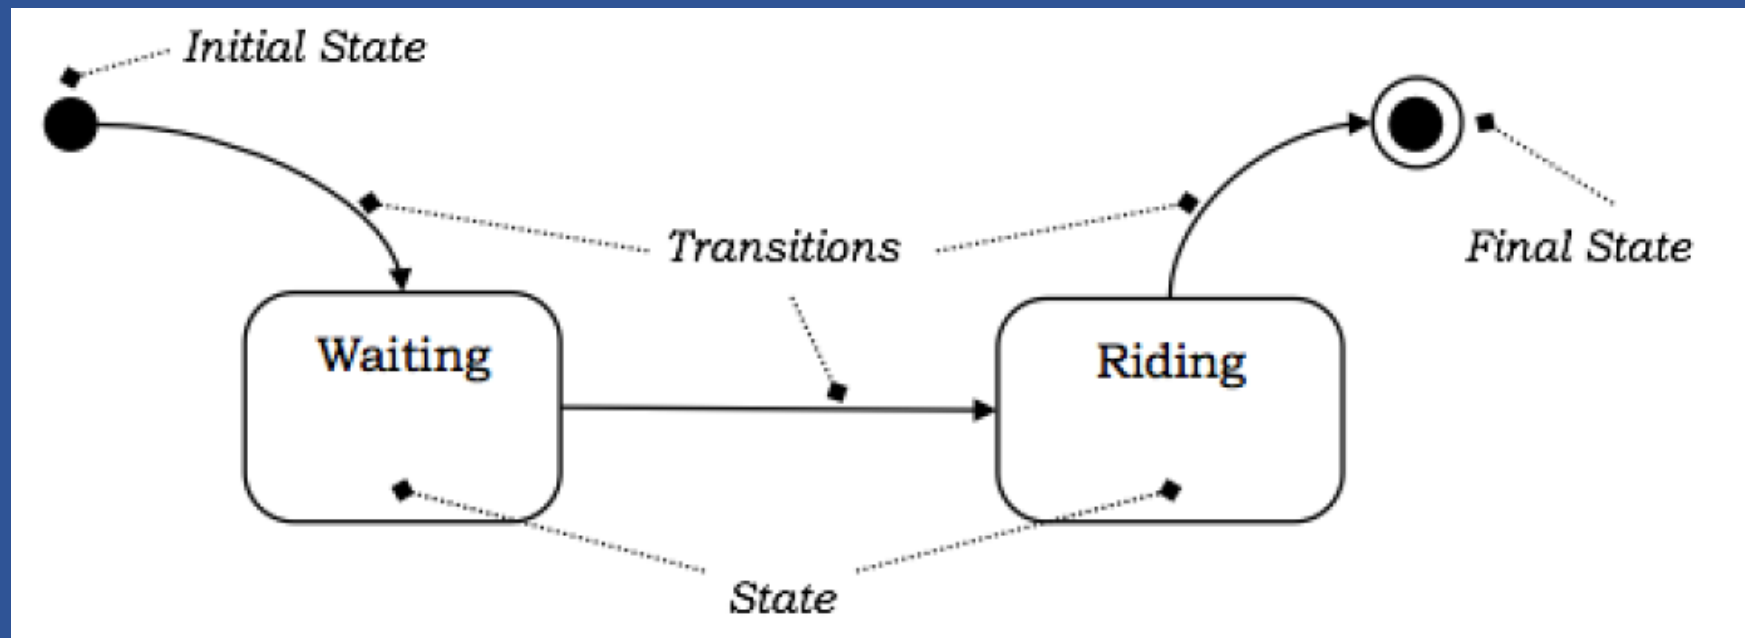 Initial State
Transitions
Final State
Waiting
Riding
State